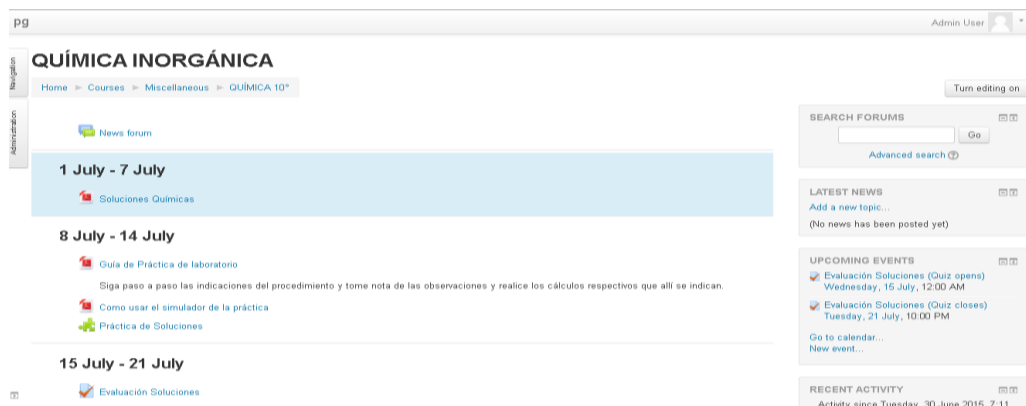 pg
Admin User
Navigation
Administration
QUÍMICA INORGÁNICA
Home ► Courses ► Miscellaneous ► QUÍMICA 10°
Turn editing on
News forum
1 July - 7 July
Soluciones Químicas
8 July - 14 July
Guía de Práctica de laboratorio
Siga paso a paso las indicaciones del procedimiento y tome nota de las observaciones y realice los cálculos respectivos que allí se indican.
Como usar el simulador de la práctica
Práctica de Soluciones
15 July - 21 July
Evaluación Soluciones
SEARCH FORUMS
Go
Advanced search
LATEST NEWS
Add a new topic...
(No news has been posted yet)
UPCOMING EVENTS
Evaluación Soluciones (Quiz opens)
Wednesday, 15 July, 12:00 AM
Evaluación Soluciones (Quiz closes)
Tuesday, 21 July, 10:00 PM
Go to calendar...
New event...
RECENT ACTIVITY
Activity since Tuesday, 30 June 2015, 7:11